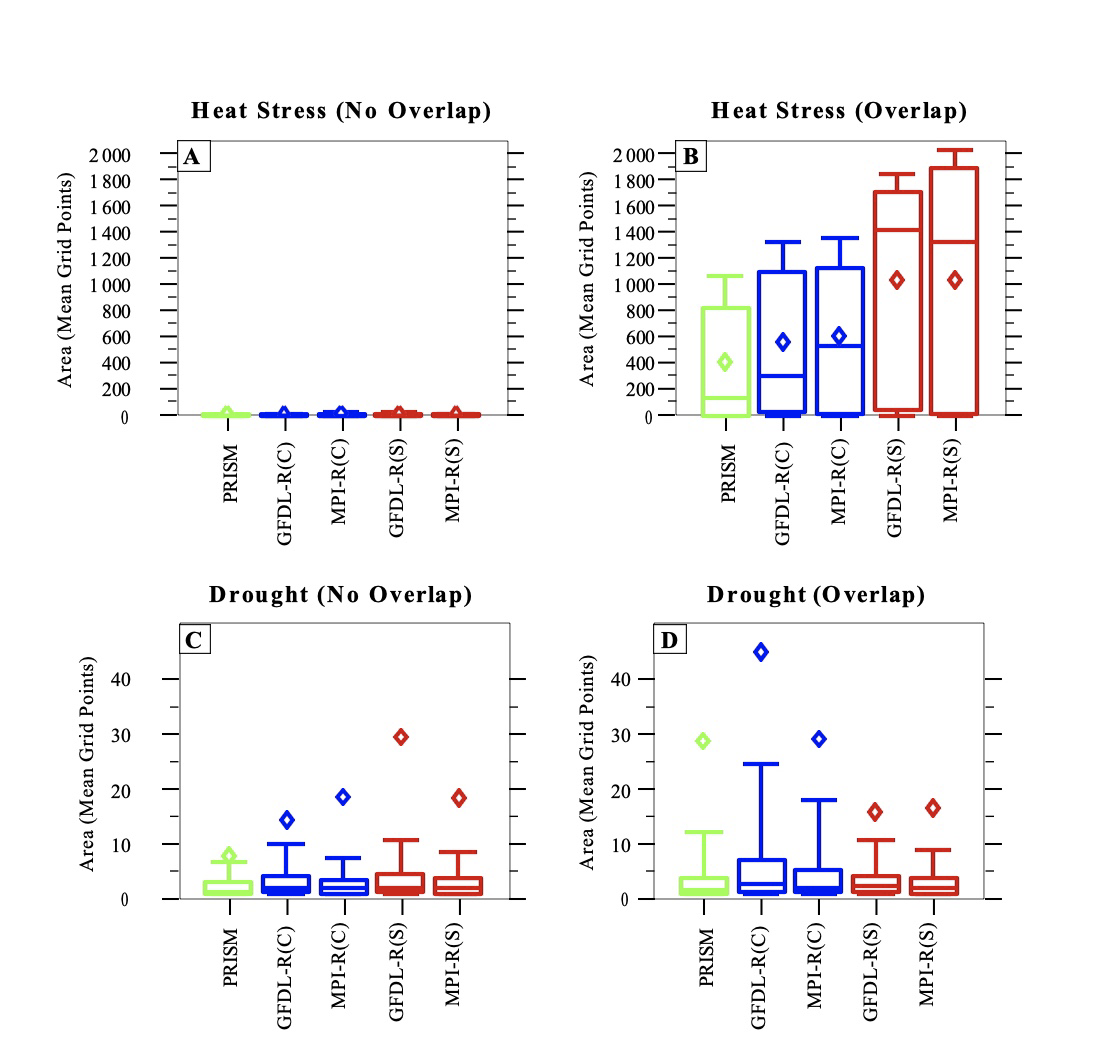 Heat Stress (No Overlap)
A
Area (Mean Grid Points)
2 000
1 800
1 600
1 400
1 200
1 000
800
600
400
200
0
PRISM
GFDL-R(C)
MPI-R(C)
GFDL-R(S)
MPI-R(S)
Heat Stress (Overlap)
B
Area (Mean Grid Points)
2 000
1 800
1 600
1 400
1 200
1 000
800
600
400
200
0
PRISM
GFDL-R(C)
MPI-R(C)
GFDL-R(S)
MPI-R(S)
Drought (No Overlap)
C
Area (Mean Grid Points)
40
30
20
10
0
PRISM
GFDL-R(C)
MPI-R(C)
GFDL-R(S)
MPI-R(S)
Drought (Overlap)
D
Area (Mean Grid Points)
40
30
20
10
0
PRISM
GFDL-R(C)
MPI-R(C)
GFDL-R(S)
MPI-R(S)